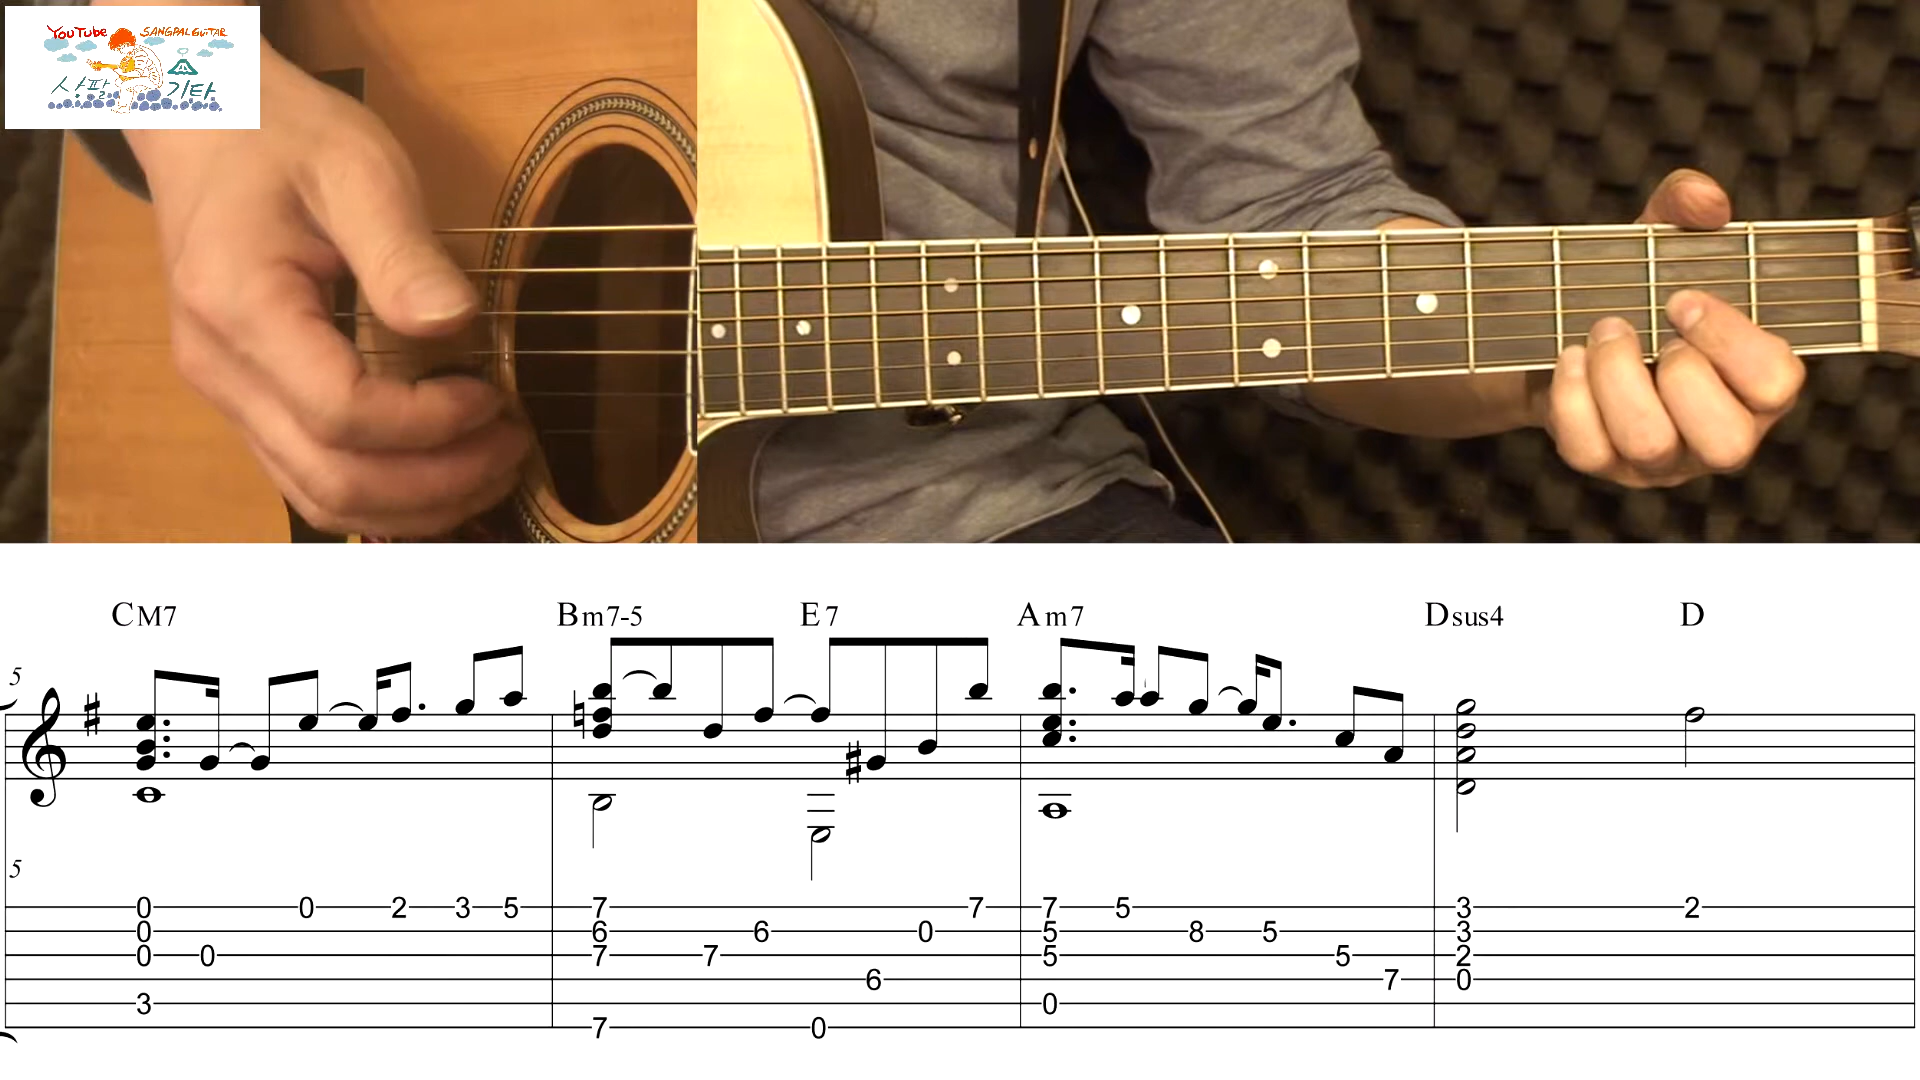 YouTube SANGPALGUITAR
상팔 기타
CM7 Bm7-5 E7 Am7 Dsus4 D
5
5
0 0 2 3 5 7 7 7 5 3 2
0 6 6 0 5 8 5 3
0 0 7 7 5 5 2
6 7 0
3 0
7 0